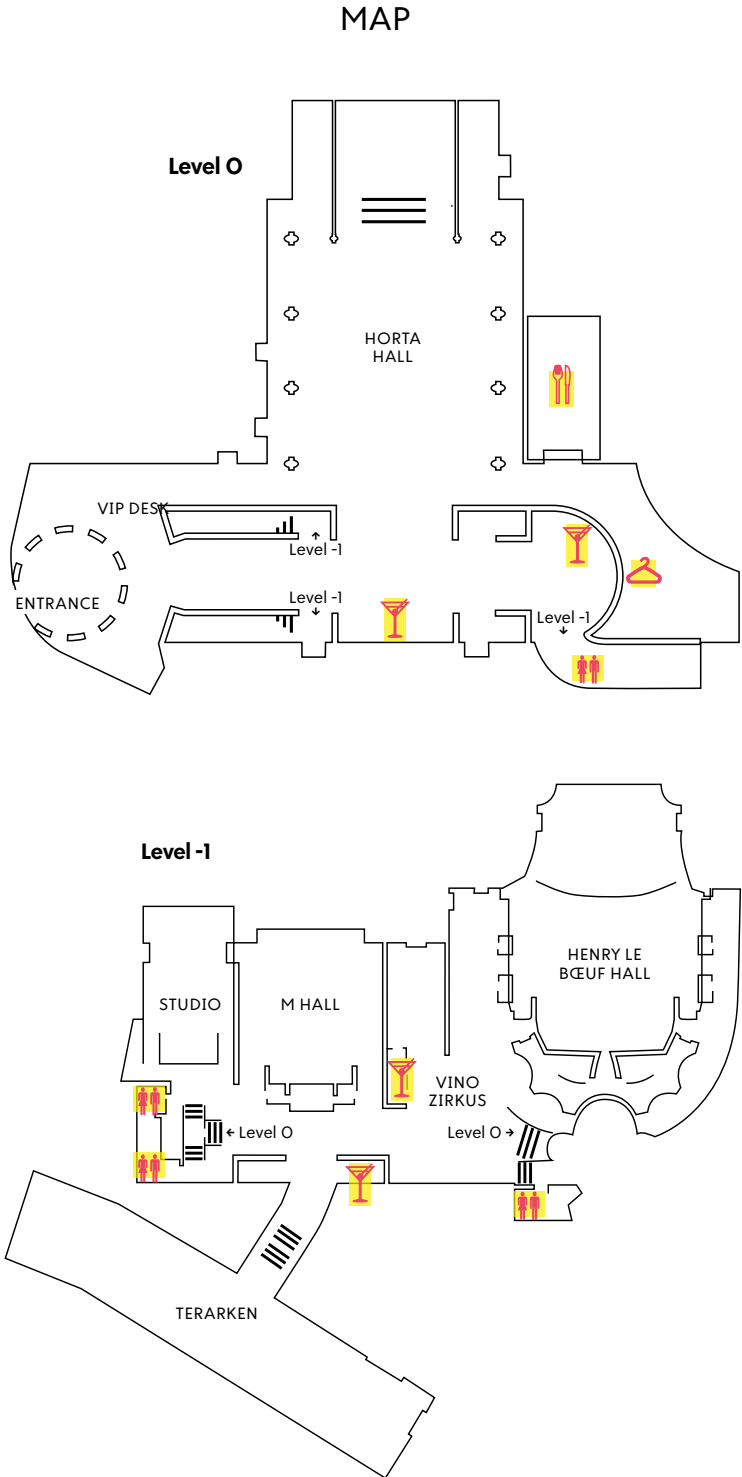 MAP
Level 0
HORTA
HALL
VIP DESK
Level -1
Level -1
ENTRANCE
Level -1
Level -1
HENRY LE
BŒUF HALL
STUDIO
M HALL
VINO
ZIRKUS
← Level 0
Level 0 →
TERARKEN